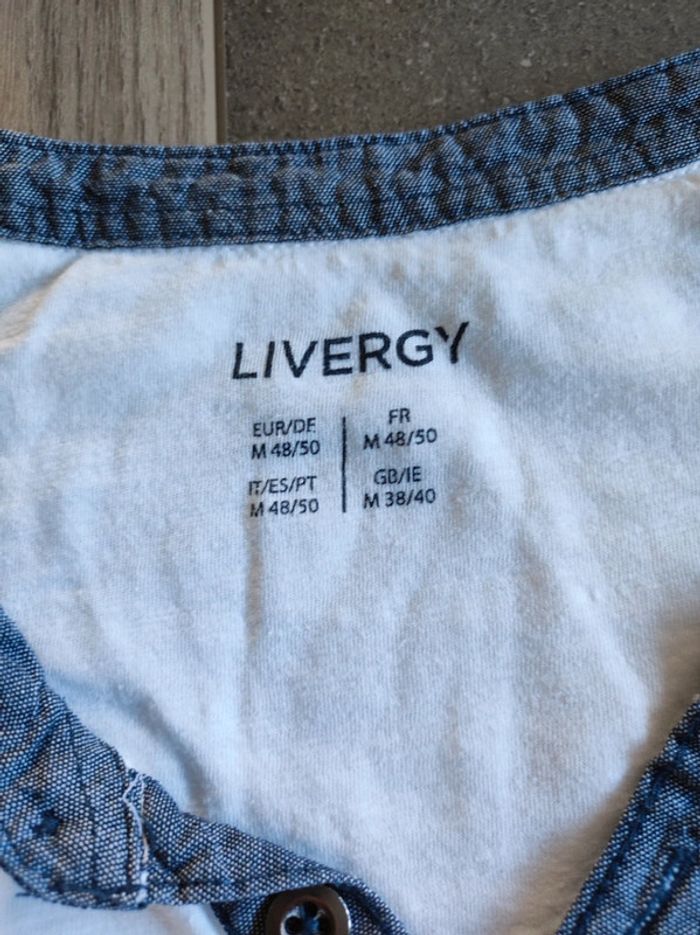 LIVERGY
EUR/DE
M 48/50
IT/ES/PT
M 48/50
FR
M 48/50
GB/IE
M 38/40